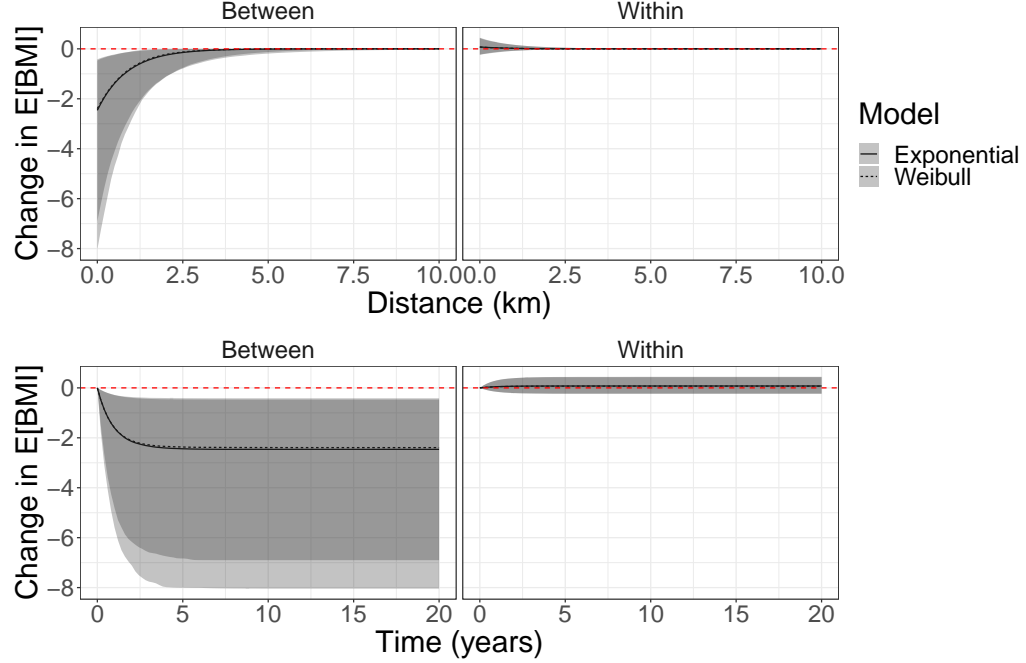 Between
Within
Change in E[BMI]
0
−2
−4
−6
−8
0.0
2.5
5.0
7.5
10.0
0.0
2.5
5.0
7.5
10.0
Distance (km)
Model
Exponential
Weibull
Between
Within
Change in E[BMI]
0
−2
−4
−6
−8
0
5
10
15
20
0
5
10
15
20
Time (years)